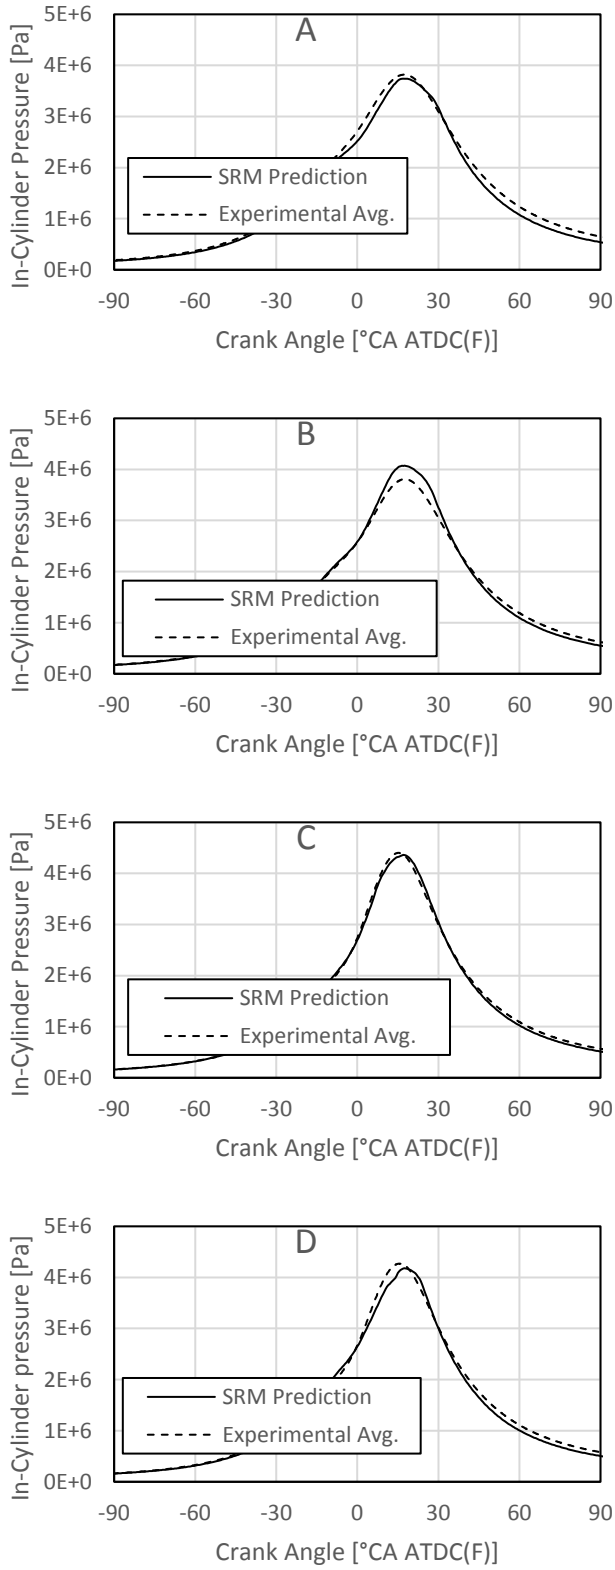 A
In-Cylinder Pressure [Pa]
5E+6
4E+6
3E+6
2E+6
1E+6
0E+0
SRM Prediction
Experimental Avg.
-90 -60 -30 0 30 60 90
Crank Angle [°CA ATDC(F)]
B
In-Cylinder Pressure [Pa]
5E+6
4E+6
3E+6
2E+6
1E+6
0E+0
SRM Prediction
Experimental Avg.
-90 -60 -30 0 30 60 90
Crank Angle [°CA ATDC(F)]
C
In-Cylinder Pressure [Pa]
5E+6
4E+6
3E+6
2E+6
1E+6
0E+0
SRM Prediction
Experimental Avg.
-90 -60 -30 0 30 60 90
Crank Angle [°CA ATDC(F)]
D
In-Cylinder pressure [Pa]
5E+6
4E+6
3E+6
2E+6
1E+6
0E+0
SRM Prediction
Experimental Avg.
-90 -60 -30 0 30 60 90
Crank Angle [°CA ATDC(F)]